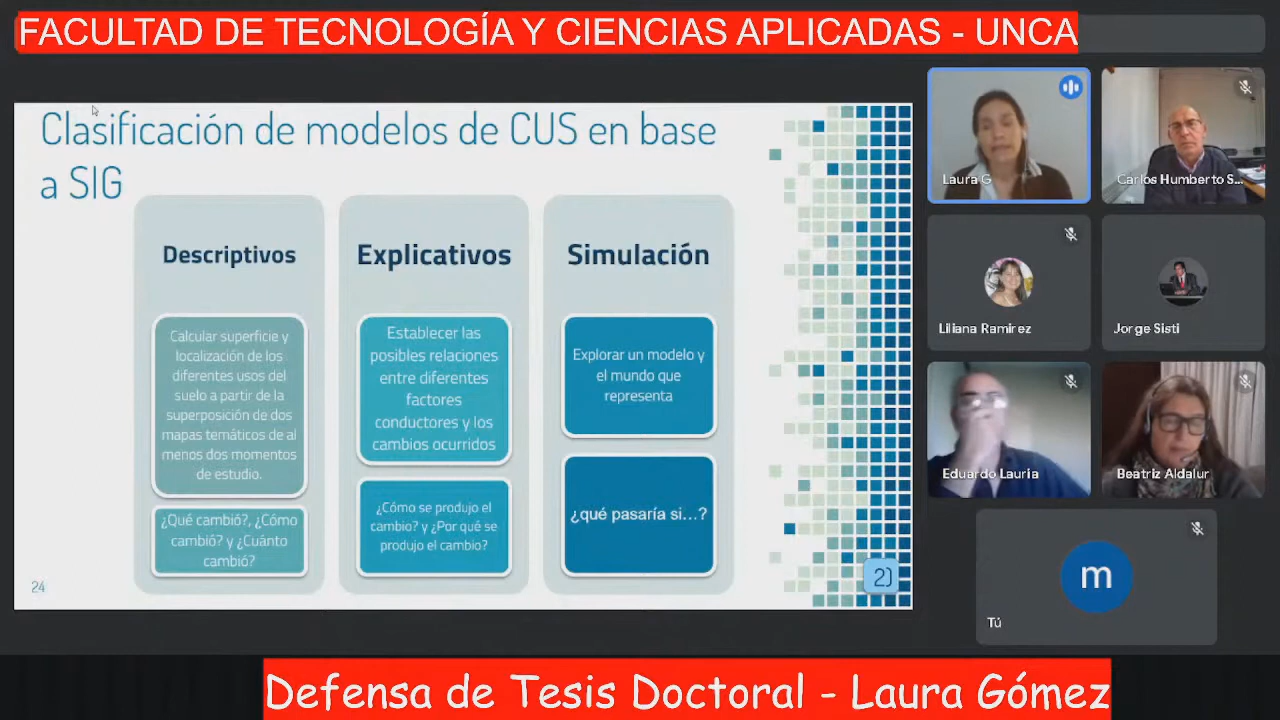 FACULTAD DE TECNOLOGÍA Y CIENCIAS APLICADAS - UNCA
Clasificación de modelos de CUS en base
a SIG
Descriptivos
Calcular superficie y
localización de los
diferentes usos del
suelo a partir de la
superposición de dos
mapas temáticos de al
menos dos momentos
de estudio.
¿Qué cambió?, ¿Cómo
cambió? y ¿Cuánto
cambió?
Explicativos
Establecer las
posibles relaciones
entre diferentes
factores
conductores y los
cambios ocurridos
¿Cómo se produjo el
cambio? y ¿Por qué se
produjo el cambio?
Simulación
Explorar un modelo y
el mundo que
representa
¿qué pasaría si...?
24
2)
Laura G
Carlos Humberto S...
Liliana Ramirez
Jorge Sisti
Eduardo Lauría
Beatriz Aldalur
m
Tú
Defensa de Tesis Doctoral - Laura Gómez